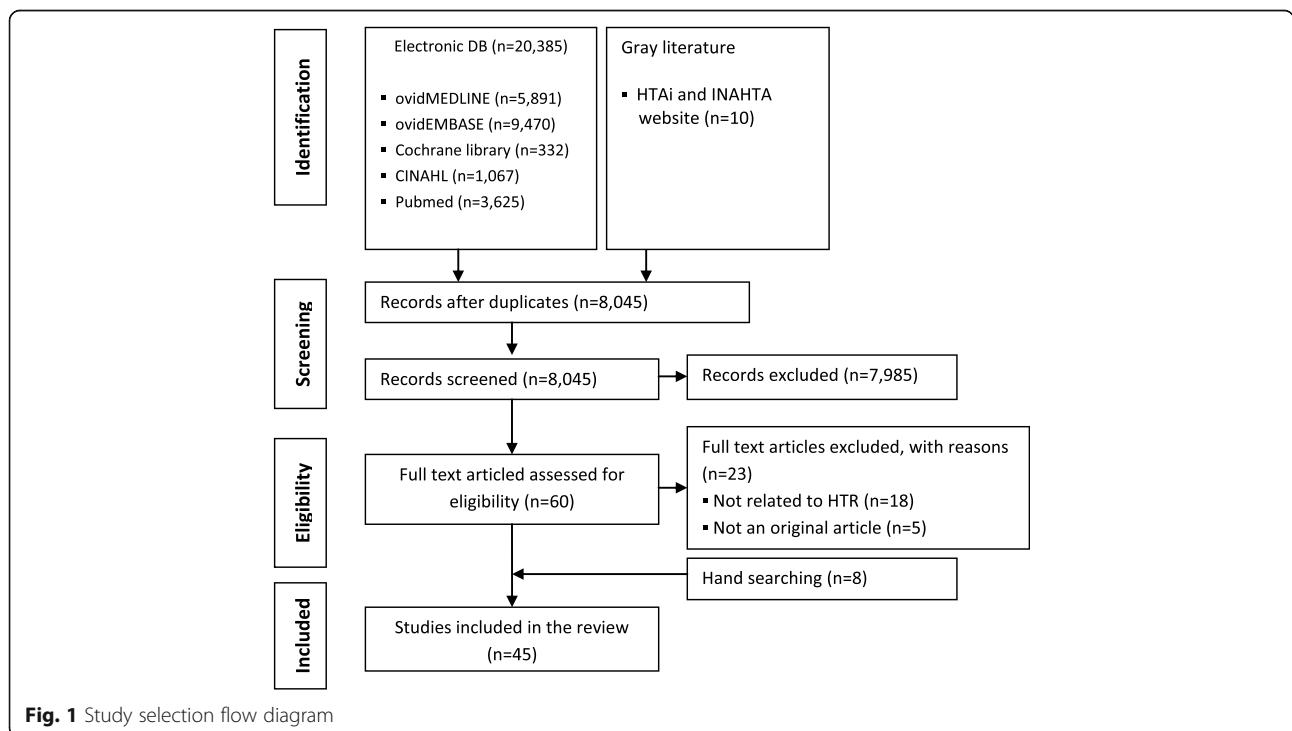 Identification
Electronic DB (n=20,385)
▪ ovidMEDLINE (n=5,891)
▪ ovidEMBASE (n=9,470)
▪ Cochrane library (n=332)
▪ CINAHL (n=1,067)
▪ Pubmed (n=3,625)
Gray literature
▪ HTAi and INAHTA
website (n=10)
Screening
Records after duplicates (n=8,045)
Records screened (n=8,045)
Records excluded (n=7,985)
Eligibility
Full text articled assessed for
eligibility (n=60)
Full text articles excluded, with reasons
(n=23)
▪ Not related to HTR (n=18)
▪ Not an original article (n=5)
Hand searching (n=8)
Included
Studies included in the review
(n=45)
Fig. 1 Study selection flow diagram